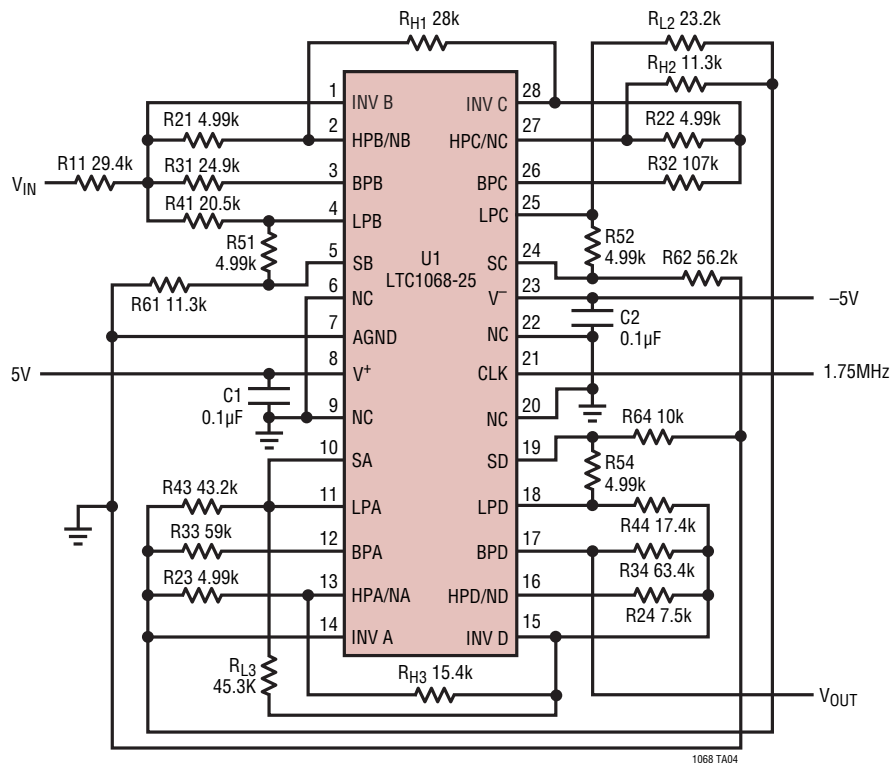 RH1 28k
RL2 23.2k
RH2 11.3k
1 INV B INV C 28
R21 4.99k 2 HPB/NB HPC/NC 27 R22 4.99k
R11 29.4k
VIN
R31 24.9k 3 BPB BPC 26 R32 107k
R41 20.5k 4 LPB LPC 25
R51 4.99k
U1
LTC1068-25
R52 4.99k
5 SB SC 24 R62 56.2k
R61 11.3k
6 NC V– 23 –5V
7 AGND NC 22
C2 0.1µF
5V 8 V+ CLK 21 1.75MHz
C1 0.1µF
9 NC NC 20
R64 10k
10 SA SD 19
R54 4.99k
R43 43.2k 11 LPA LPD 18
R44 17.4k
R33 59k 12 BPA BPD 17
R34 63.4k
R23 4.99k 13 HPA/NA HPD/ND 16
R24 7.5k
14 INV A INV D 15
RL3 45.3K
RH3 15.4k
VOUT
1068 TA04